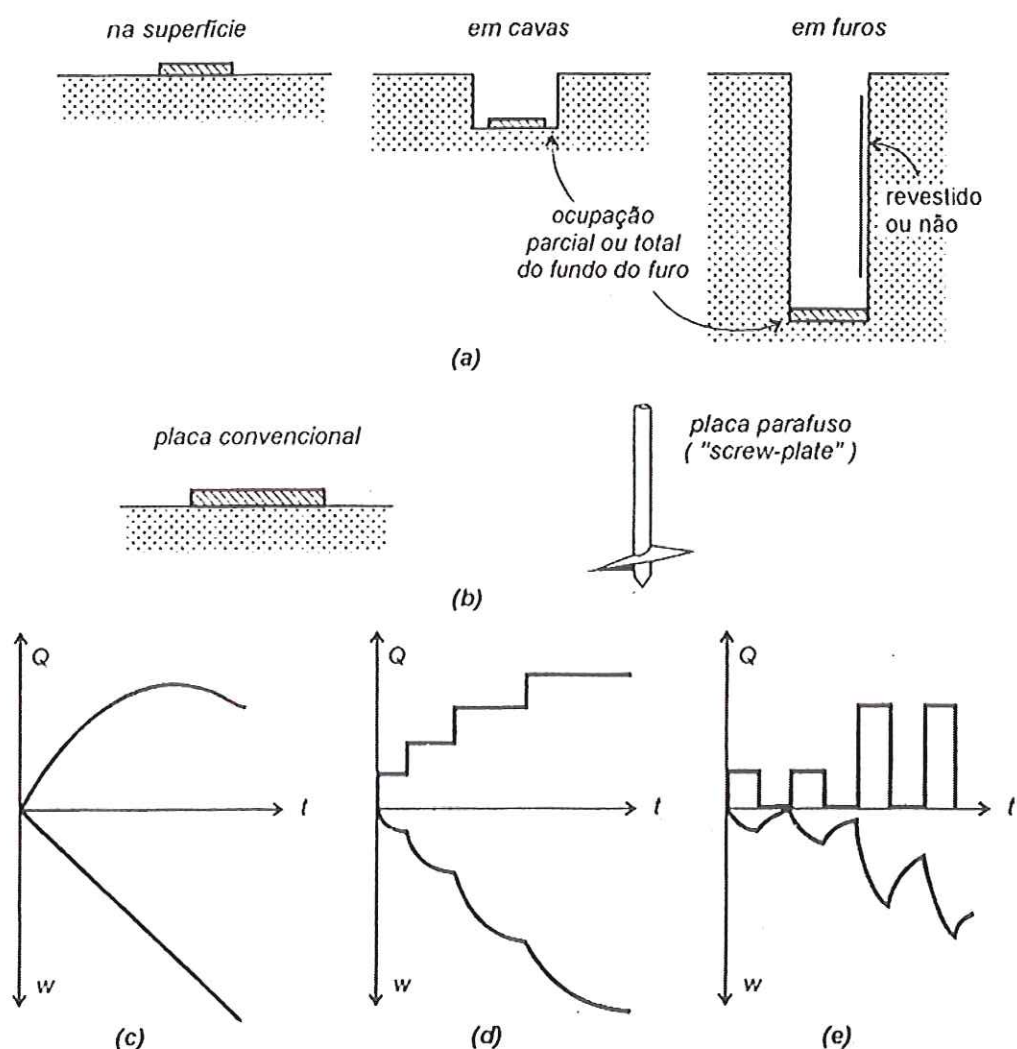 na superfície
em cavas
em furos
ocupação
parcial ou total
do fundo do furo
revestido
ou não
(a)
placa convencional
placa parafuso
( "screw-plate" )
(b)
Q
t
w
(c)
Q
t
w
(d)
Q
t
w
(e)